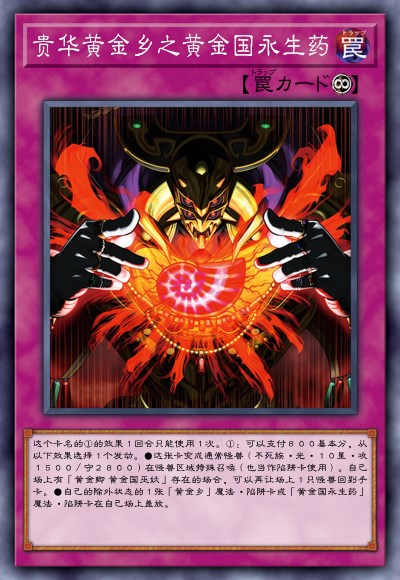 贵华黄金乡之黄金国永生药
トラップ
罠
トラップ
【罠カード】
这个卡名的①的效果1回合只能使用1次。①:可以支付800基本分,从
以下效果选择1个发动。●这张卡变成通常怪兽(不死族·光·10星·攻
1500/守2800)在怪兽区域特殊召唤(也当作陷阱卡使用)。自己
场上有「黄金卿 黄金国巫妖」存在的场合,可以再让场上1只怪兽回到手
卡。●自己的除外状态的1张「黄金乡」魔法·陷阱卡或「黄金国永生药」
魔法·陷阱卡在自己场上盖放。